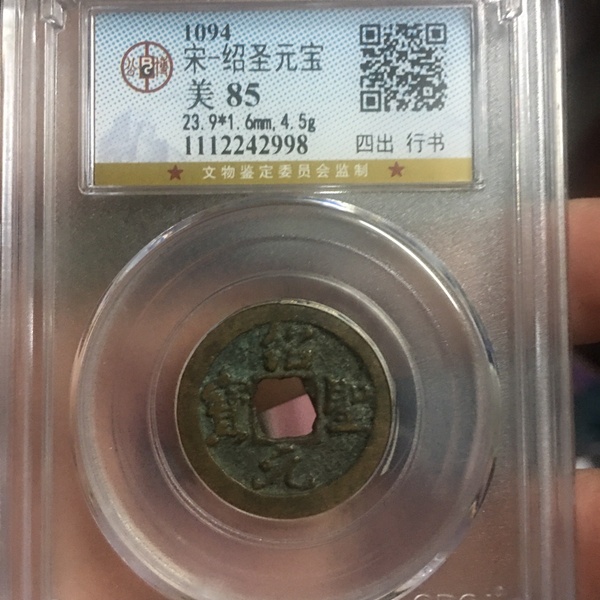 1094
宋-绍圣元宝
美 85
23.9*1.6mm,4.5g
1112242998
四出 行书
★ 文物鉴定委员会监制 ★
紹
聖
元
寶